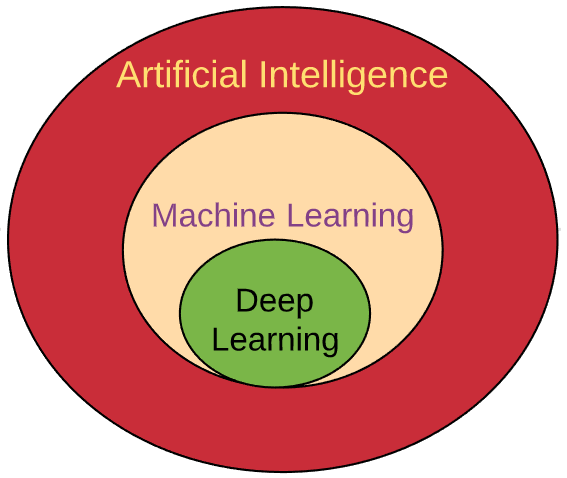 Artificial Intelligence
Machine Learning
Deep
Learning